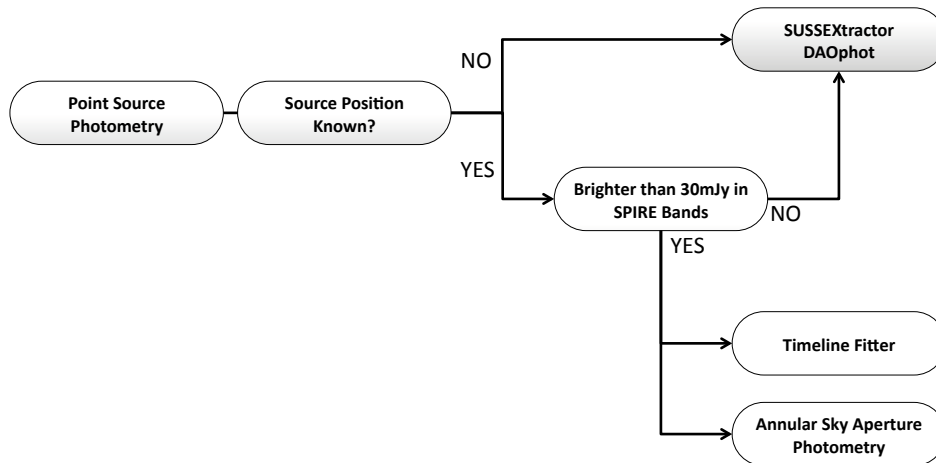 SUSSEXtractor
DAOphot
NO
Point Source
Photometry
Source Position
Known?
YES
Brighter than 30mJy in
SPIRE Bands
NO
YES
Timeline Fitter
Annular Sky Aperture
Photometry